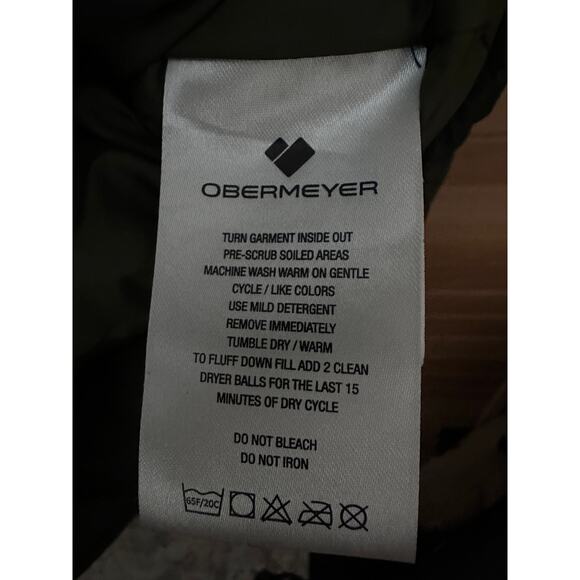 OBERMEYER
TURN GARMENT INSIDE OUT
PRE-SCRUB SOILED AREAS
MACHINE WASH WARM ON GENTLE
CYCLE / LIKE COLORS
USE MILD DETERGENT
REMOVE IMMEDIATELY
TUMBLE DRY / WARM
TO FLUFF DOWN FILL ADD 2 CLEAN
DRYER BALLS FOR THE LAST 15
MINUTES OF DRY CYCLE
DO NOT BLEACH
DO NOT IRON
65F/20C